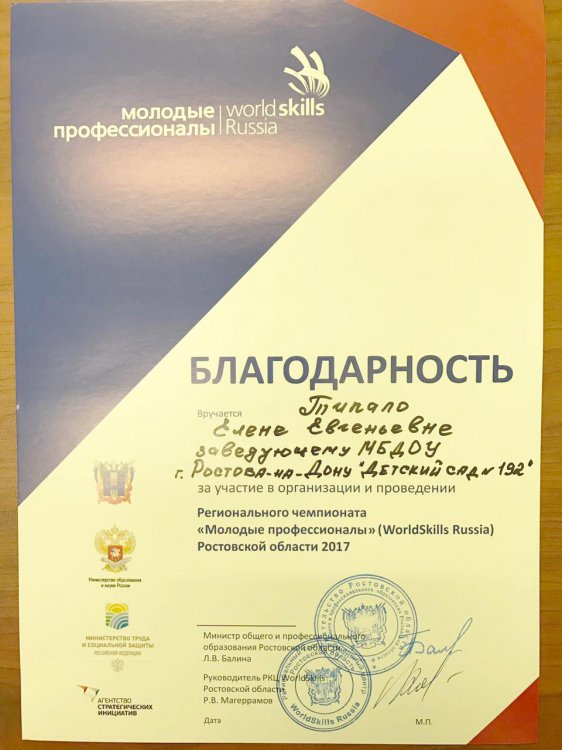 молодые
профессионалы
worldskills
Russia
БЛАГОДАРНОСТЬ
Вручается Типало
Елене Евгеньевне
заведующему МБДОУ
г. Ростова-на-Дону "Детский сад №192"
за участие в организации и проведении
Регионального чемпионата
«Молодые профессионалы» (WorldSkills Russia)
Ростовской области 2017
Министерство образования
и науки России
МИНИСТЕРСТВО ТРУДА
И СОЦИАЛЬНОЙ ЗАЩИТЫ
РОССИЙСКОЙ ФЕДЕРАЦИИ
АГЕНТСТВО
СТРАТЕГИЧЕСКИХ
ИНИЦИАТИВ
Министр общего и профессионального
образования Ростовской области
Л.В. Балина
Руководитель РКЦ WorldSkills
Ростовской области
Р.В. Магеррамов
Дата
М.П.
WorldSkills Russia